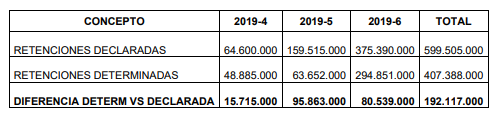 CONCEPTO 2019-4 2019-5 2019-6 TOTAL
RETENCIONES DECLARADAS 64.600.000 159.515.000 375.390.000 599.505.000
RETENCIONES DETERMINADAS 48.885.000 63.652.000 294.851.000 407.388.000
DIFERENCIA DETERM VS DECLARADA 15.715.000 95.863.000 80.539.000 192.117.000